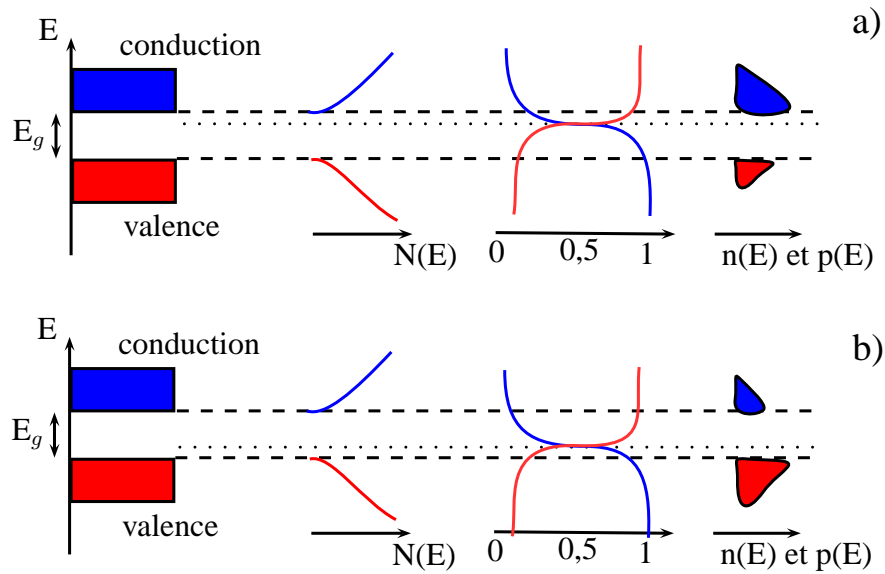 a)
E
conduction
E_g
valence
N(E)
0
0,5
1
n(E) et p(E)
b)
E
conduction
E_g
valence
N(E)
0
0,5
1
n(E) et p(E)